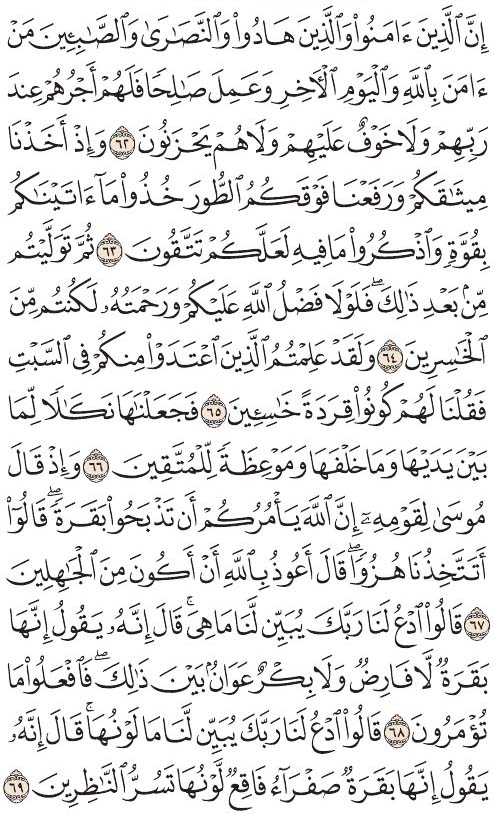 إِنَّ ٱلَّذِينَ ءَامَنُوا۟ وَٱلَّذِينَ هَادُوا۟ وَٱلنَّصَـٰرَىٰ وَٱلصَّـٰبِـِٔينَ مَنْ
ءَامَنَ بِٱللَّهِ وَٱلْيَوْمِ ٱلْـَٔاخِرِ وَعَمِلَ صَـٰلِحًا فَلَهُمْ أَجْرُهُمْ عِندَ
رَبِّهِمْ وَلَا خَوْفٌ عَلَيْهِمْ وَلَا هُمْ يَحْزَنُونَ ٦٢ وَإِذْ أَخَذْنَا
مِيثَـٰقَكُمْ وَرَفَعْنَا فَوْقَكُمُ ٱلطُّورَ خُذُوا۟ مَآ ءَاتَيْنَـٰكُم
بِقُوَّةٍ وَٱذْكُرُوا۟ مَا فِيهِ لَعَلَّكُمْ تَتَّقُونَ ٦٣ ثُمَّ تَوَلَّيْتُم
مِّنۢ بَعْدِ ذَٰلِكَ ۖ فَلَوْلَا فَضْلُ ٱللَّهِ عَلَيْكُمْ وَرَحْمَتُهُۥ لَكُنتُم مِّنَ
ٱلْخَـٰسِرِينَ ٦٤ وَلَقَدْ عَلِمْتُمُ ٱلَّذِينَ ٱعْتَدَوْا۟ مِنكُمْ فِى ٱلسَّبْتِ
فَقُلْنَا لَهُمْ كُونُوا۟ قِرَدَةً خَـٰسِـِٔينَ ٦٥ فَجَعَلْنَـٰهَا نَكَـٰلًا لِّمَا
بَيْنَ يَدَيْهَا وَمَا خَلْفَهَا وَمَوْعِظَةً لِّلْمُتَّقِينَ ٦٦ وَإِذْ قَالَ
مُوسَىٰ لِقَوْمِهِۦٓ إِنَّ ٱللَّهَ يَأْمُرُكُمْ أَن تَذْبَحُوا۟ بَقَرَةً ۖ قَالُوٓا۟
أَتَتَّخِذُنَا هُزُوًا ۖ قَالَ أَعُوذُ بِٱللَّهِ أَنْ أَكُونَ مِنَ ٱلْجَـٰهِلِينَ
٦٧ قَالُوا۟ ٱدْعُ لَنَا رَبَّكَ يُبَيِّن لَّنَا مَا هِىَ ۚ قَالَ إِنَّهُۥ يَقُولُ إِنَّهَا
بَقَرَةٌ لَّا فَارِضٌ وَلَا بِكْرٌ عَوَانٌۢ بَيْنَ ذَٰلِكَ ۖ فَٱفْعَلُوا۟ مَا
تُؤْمَرُونَ ٦٨ قَالُوا۟ ٱدْعُ لَنَا رَبَّكَ يُبَيِّن لَّنَا مَا لَوْنُهَا ۚ قَالَ إِنَّهُۥ
يَقُولُ إِنَّهَا بَقَرَةٌ صَفْرَآءُ فَاقِعٌ لَّوْنُهَا تَسُرُّ ٱلنَّـٰظِرِينَ ٦٩